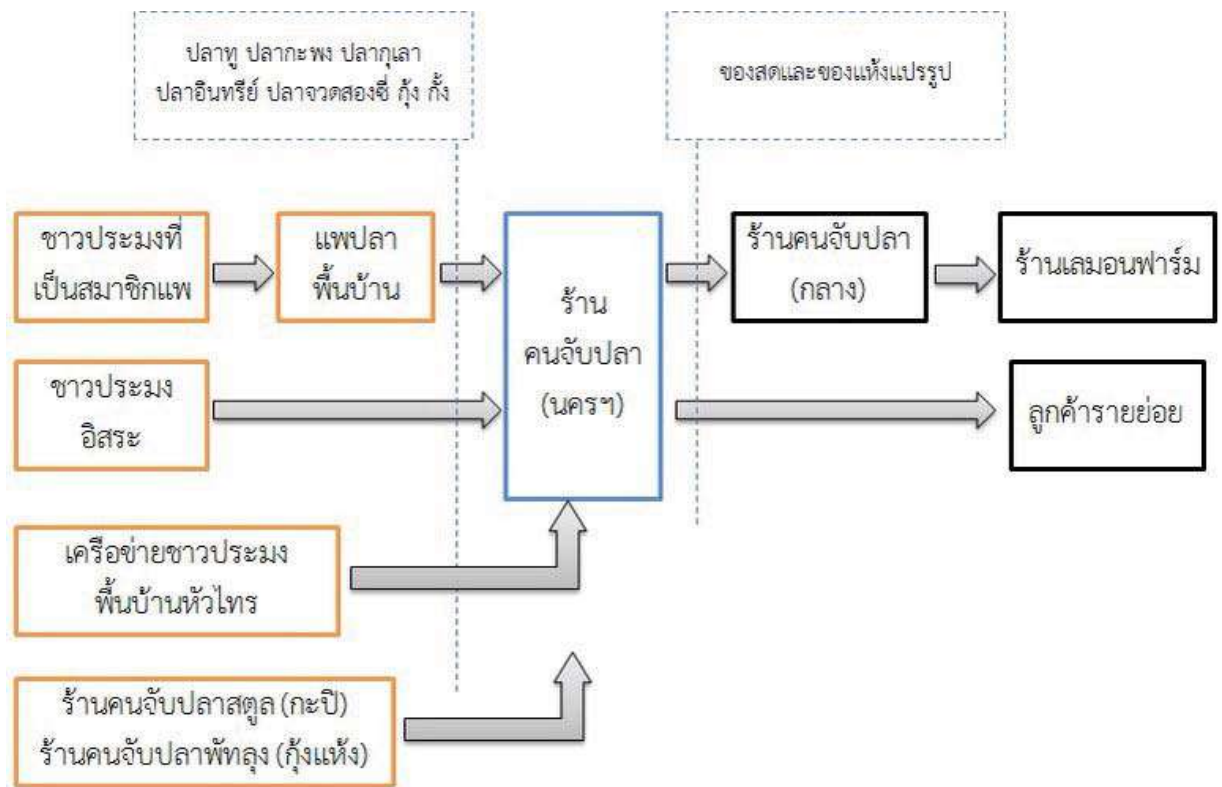 ปลาทู ปลากะพง ปลากุเลา
ปลาอินทรีย์ ปลาจวดสองซี่ กุ้ง กั้ง
ของสดและของแห้งแปรรูป
ชาวประมงที่
เป็นสมาชิกแพ
แพปลา
พื้นบ้าน
ร้าน
คนจับปลา
(นครฯ)
ร้านคนจับปลา
(กลาง)
ร้านเลมอนฟาร์ม
ชาวประมง
อิสระ
ลูกค้ารายย่อย
เครือข่ายชาวประมง
พื้นบ้านหัวไทร
ร้านคนจับปลาสตูล (กะปิ)
ร้านคนจับปลาพัทลุง (กุ้งแห้ง)